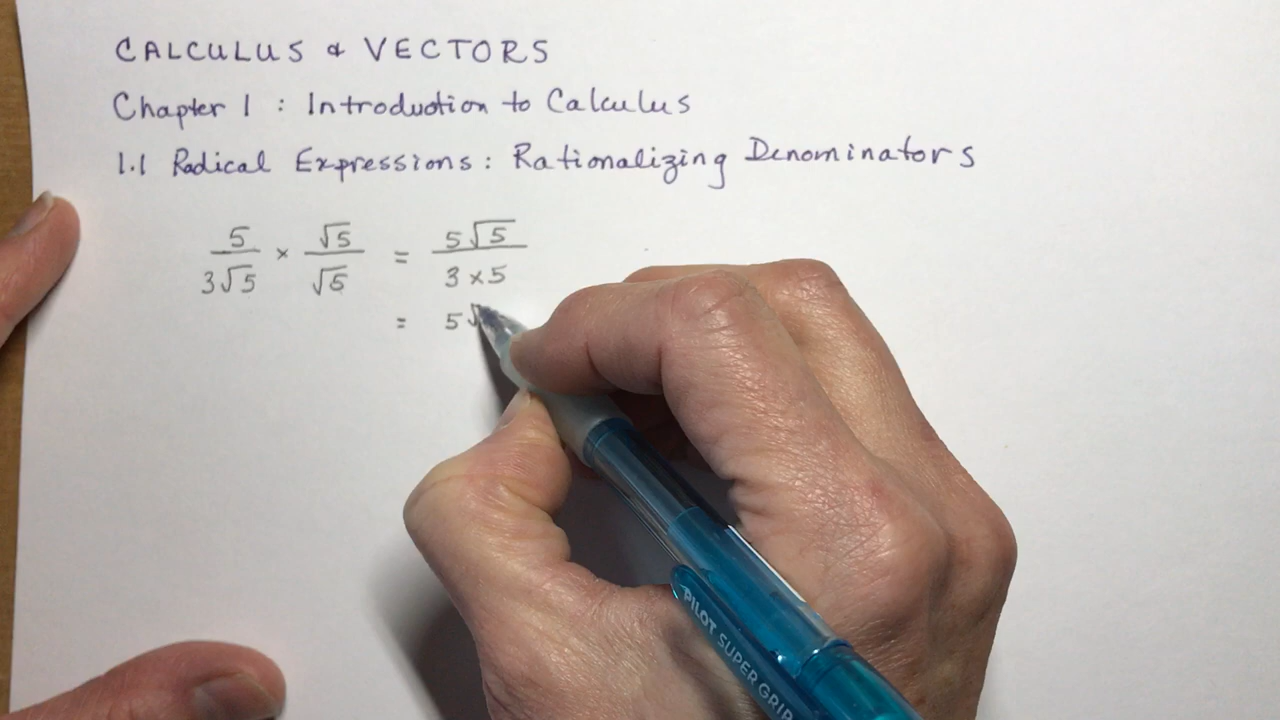 CALCULUS & VECTORS
Chapter 1 : Introduction to Calculus
1.1 Radical Expressions: Rationalizing Denominators
5/(3√5) × √5/√5 = 5√5/(3×5)
= 5√
PILOT SUPER GRIP